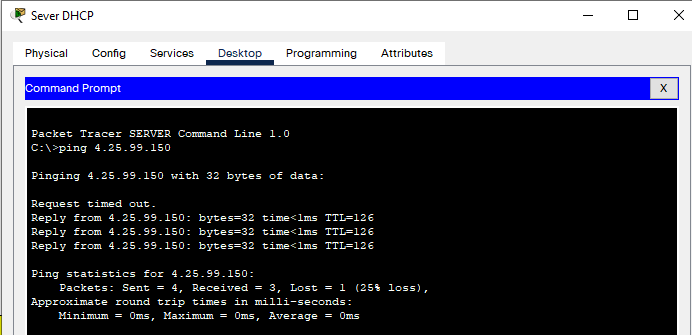 Sever DHCP
Physical Config Services Desktop Programming Attributes
Command Prompt X
Packet Tracer SERVER Command Line 1.0
C:\>ping 4.25.99.150
Pinging 4.25.99.150 with 32 bytes of data:
Request timed out.
Reply from 4.25.99.150: bytes=32 time<1ms TTL=126
Reply from 4.25.99.150: bytes=32 time<1ms TTL=126
Reply from 4.25.99.150: bytes=32 time<1ms TTL=126
Ping statistics for 4.25.99.150:
Packets: Sent = 4, Received = 3, Lost = 1 (25% loss),
Approximate round trip times in milli-seconds:
Minimum = 0ms, Maximum = 0ms, Average = 0ms